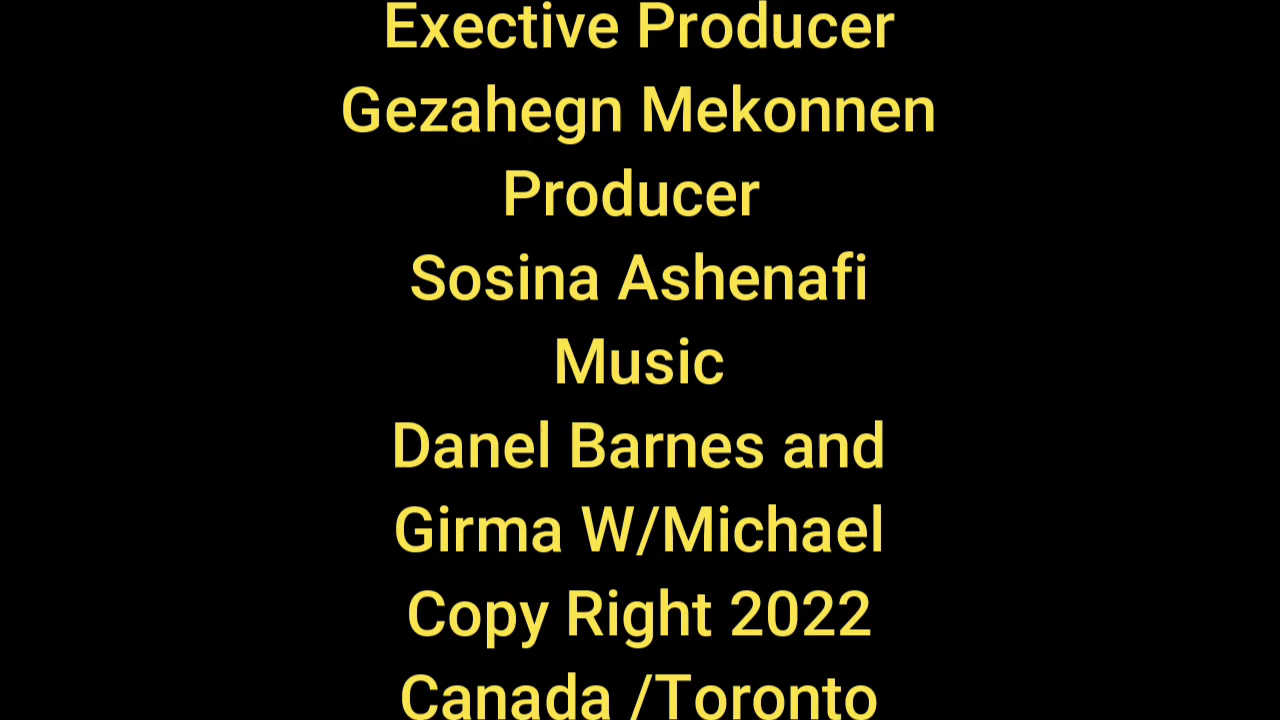 Exective Producer
Gezahegn Mekonnen
Producer
Sosina Ashenafi
Music
Danel Barnes and
Girma W/Michael
Copy Right 2022
Canada /Toronto